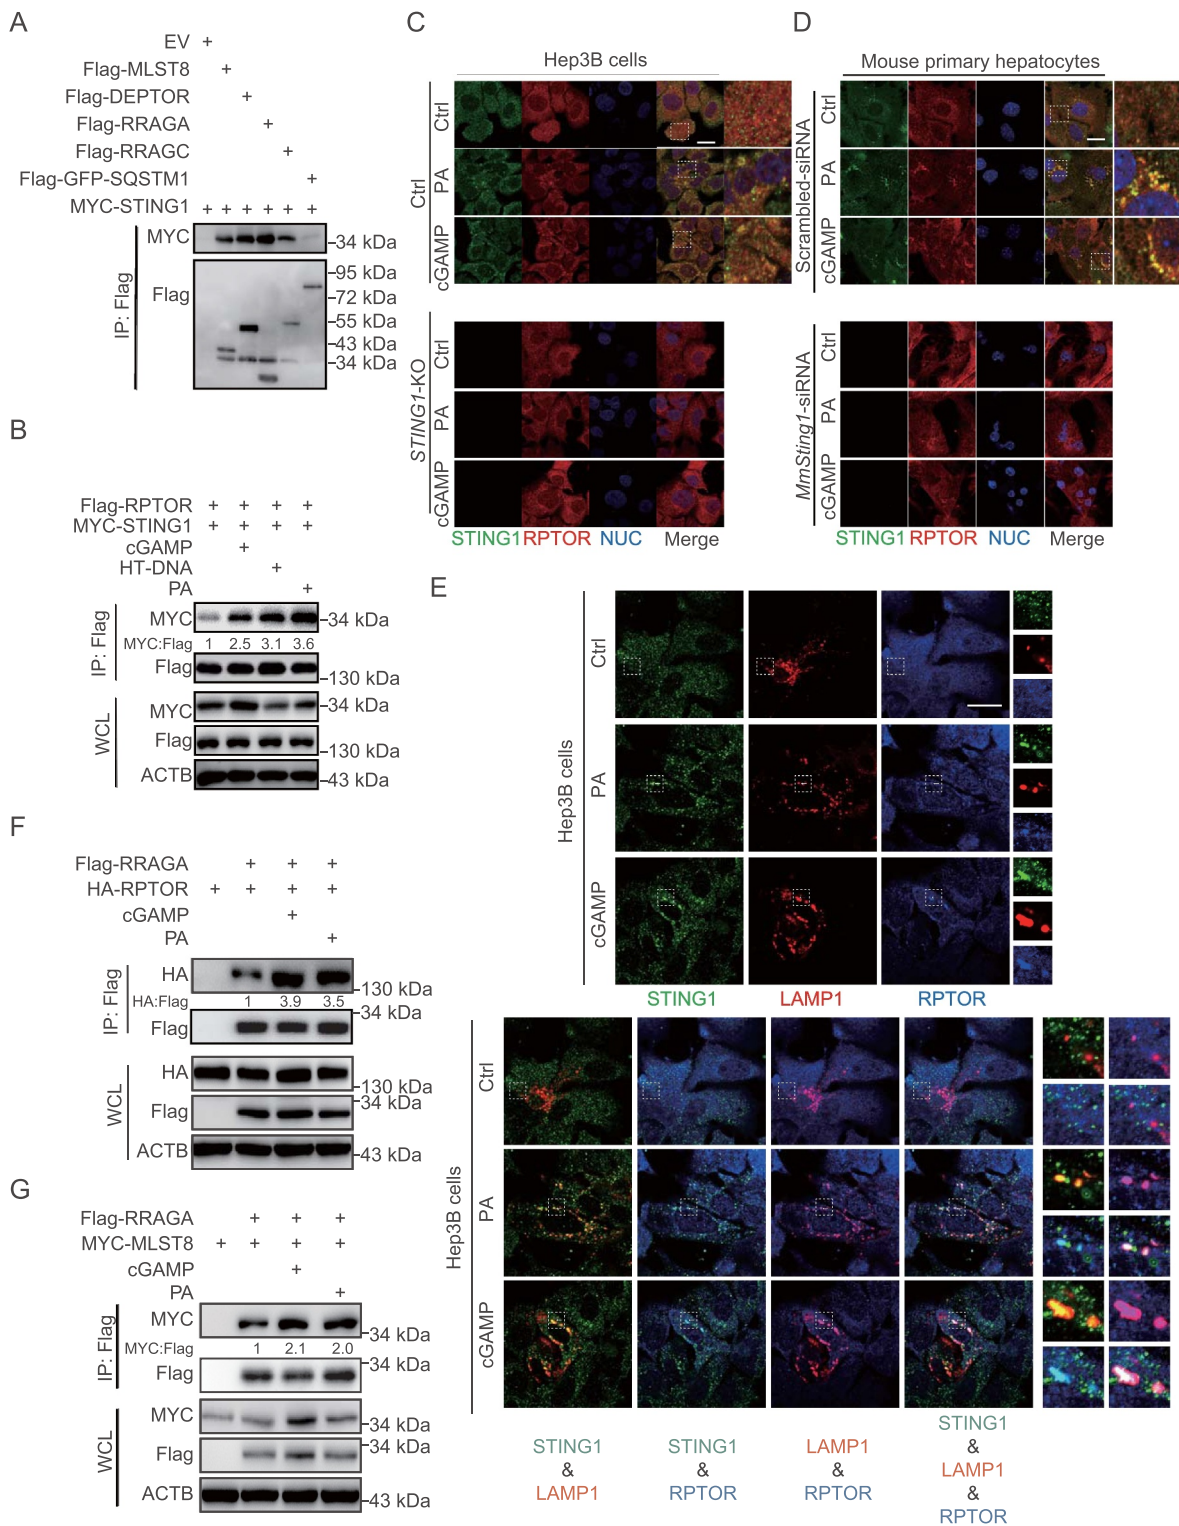 A
EV +
Flag-MLST8 +
Flag-DEPTOR +
Flag-RRAGA +
Flag-RRAGC +
Flag-GFP-SQSTM1 +
MYC-STING1 + + + + + +
IP: Flag
MYC
34 kDa
Flag
95 kDa
72 kDa
55 kDa
43 kDa
34 kDa
B
Flag-RPTOR + + + +
MYC-STING1 + + + +
cGAMP +
HT-DNA +
PA +
IP: Flag
MYC
34 kDa
MYC:Flag 1 2.5 3.1 3.6
Flag
130 kDa
WCL
MYC
34 kDa
Flag
130 kDa
ACTB
43 kDa
C
Hep3B cells
Ctrl
Ctrl
PA
cGAMP
STING1-KO
Ctrl
PA
cGAMP
STING1 RPTOR NUC Merge
D
Mouse primary hepatocytes
Scrambled-siRNA
Ctrl
PA
cGAMP
MmSting1-siRNA
Ctrl
PA
cGAMP
STING1 RPTOR NUC Merge
E
Hep3B cells
Ctrl
PA
cGAMP
STING1 LAMP1 RPTOR
Hep3B cells
Ctrl
PA
cGAMP
STING1
&
LAMP1
STING1
&
RPTOR
LAMP1
&
RPTOR
STING1
&
LAMP1
&
RPTOR
F
Flag-RRAGA + + +
HA-RPTOR + + + +
cGAMP +
PA +
IP: Flag
HA
130 kDa
HA:Flag 1 3.9 3.5
34 kDa
Flag
WCL
HA
130 kDa
34 kDa
Flag
ACTB
43 kDa
G
Flag-RRAGA + + +
MYC-MLST8 + + + +
cGAMP +
PA +
IP: Flag
MYC
34 kDa
MYC:Flag 1 2.1 2.0
34 kDa
Flag
WCL
MYC
34 kDa
34 kDa
Flag
ACTB
43 kDa